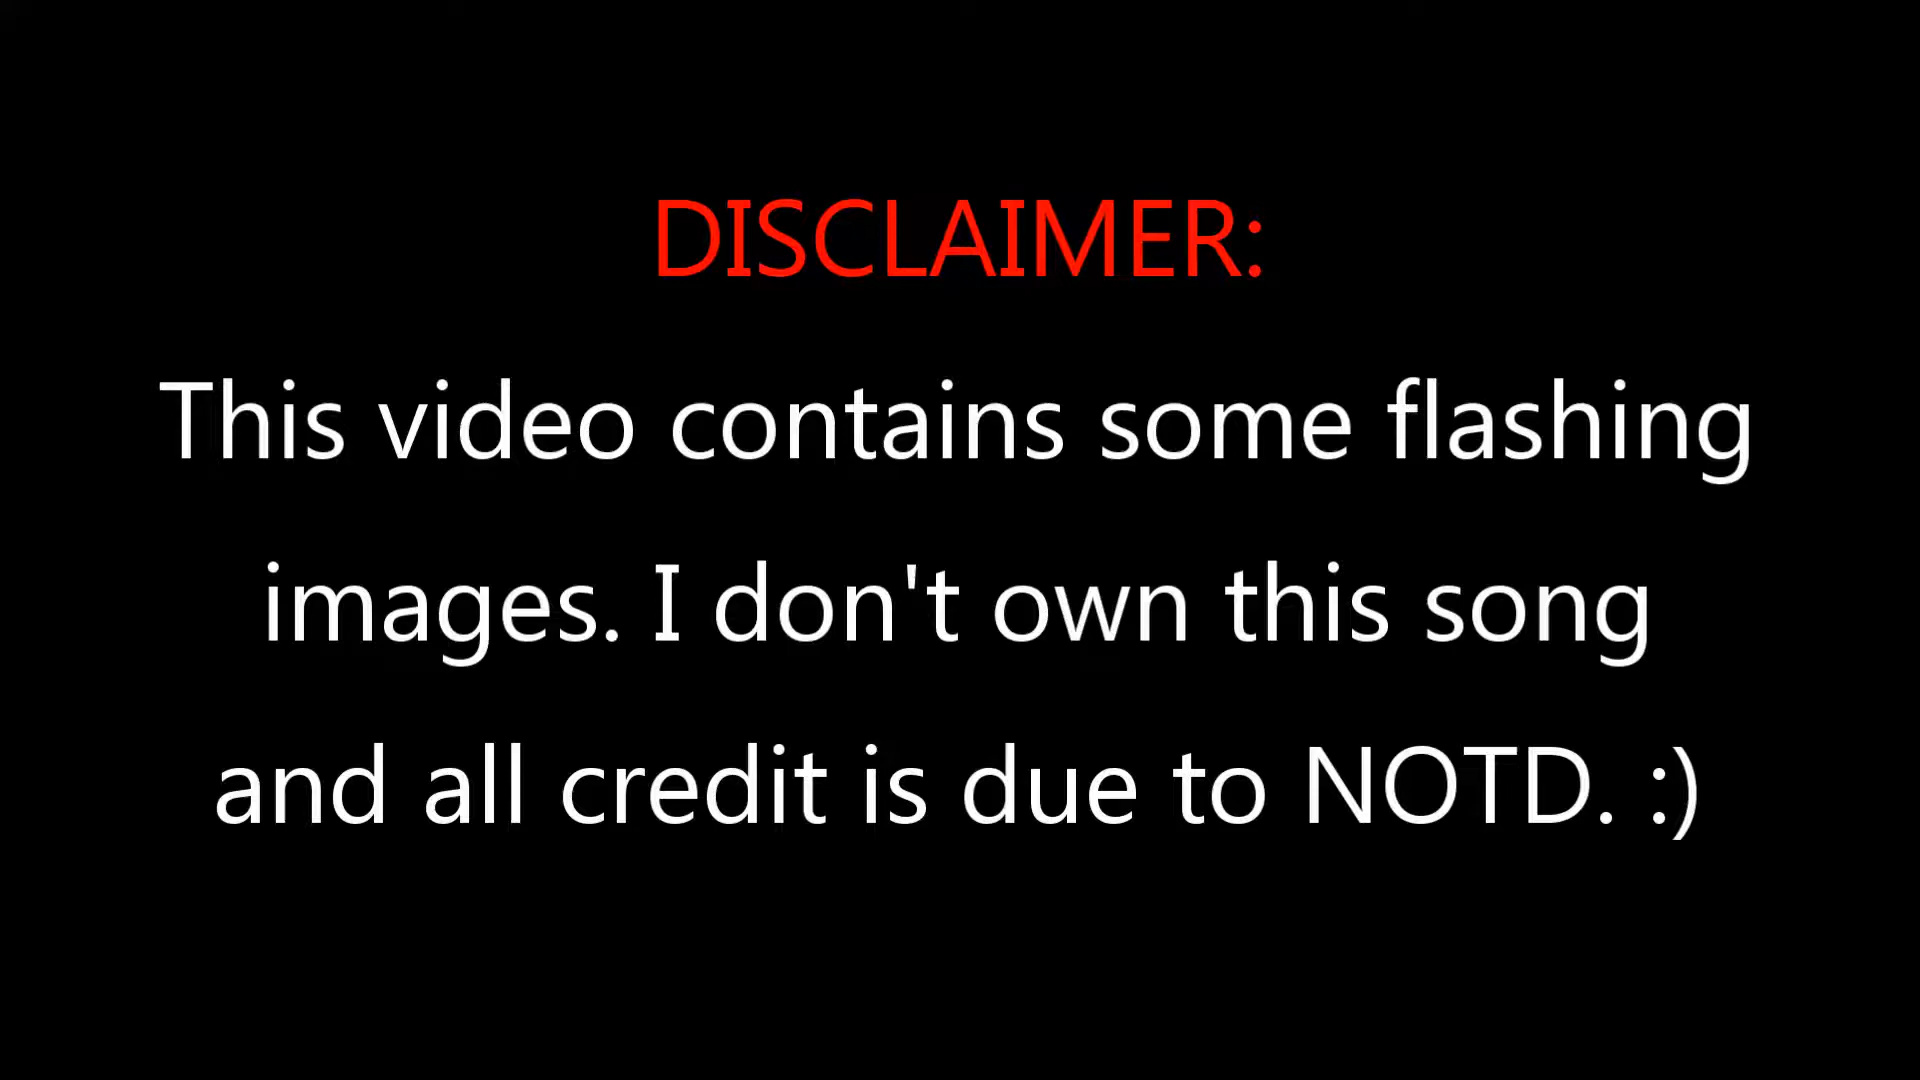 DISCLAIMER:
This video contains some flashing
images. I don't own this song
and all credit is due to NOTD. :)